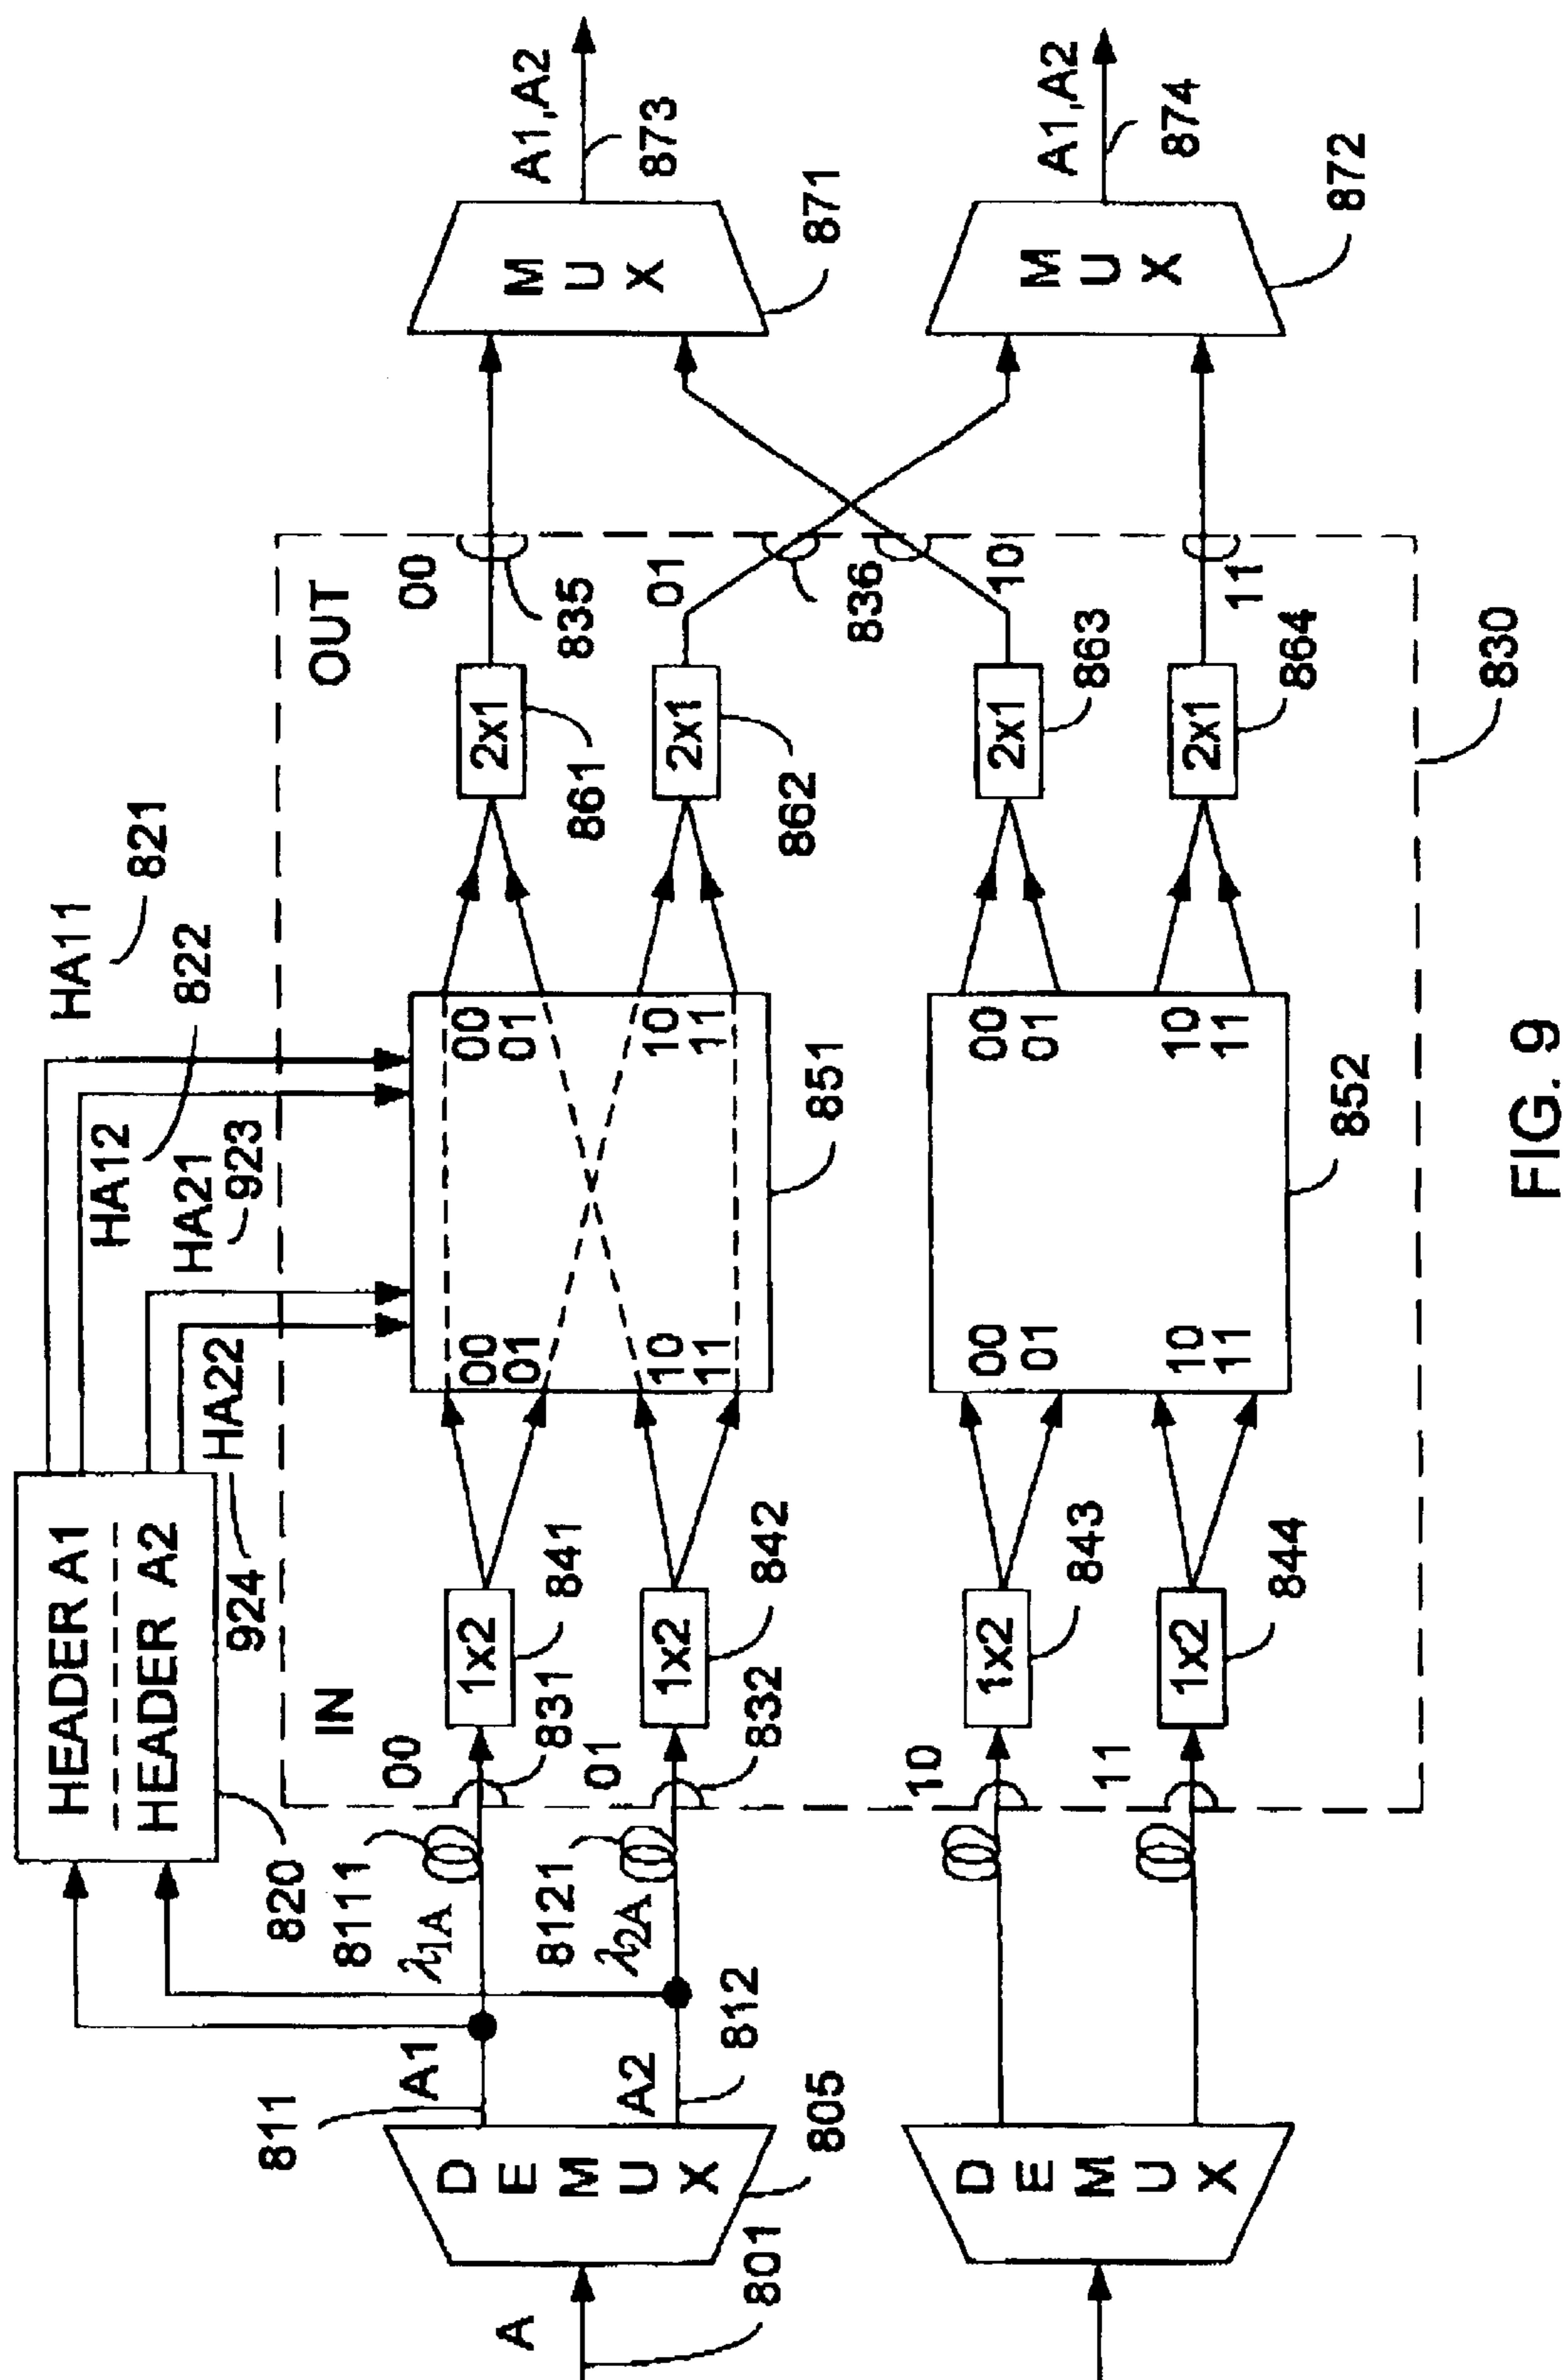 HEADER A1
HEADER A2
820
HA11
821
HA12
822
HA21
923
HA22
924
IN
OUT
A
801
DEMUX
805
811
A1
A2
812
8111
λ1A
8121
λ2A
00
831
01
832
10
11
1x2
841
1x2
842
1x2
843
1x2
844
00
01
10
11
00
01
10
11
851
00
01
10
11
00
01
10
11
852
2x1
861
2x1
862
2x1
863
2x1
864
00
835
01
836
10
11
830
DEMUX
MUX
871
A1,A2
873
MUX
872
A1,A2
874
FIG. 9